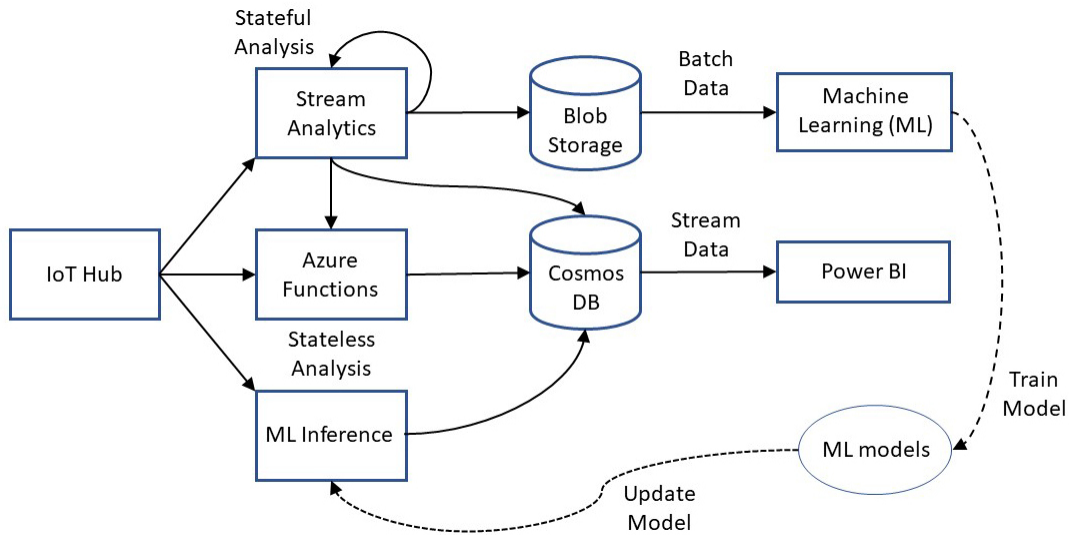 Stateful
Analysis
Stream
Analytics
Blob
Storage
Batch
Data
Machine
Learning (ML)
IoT Hub
Azure
Functions
Stateless
Analysis
Cosmos
DB
Stream
Data
Power BI
ML Inference
Train
Model
ML models
Update
Model